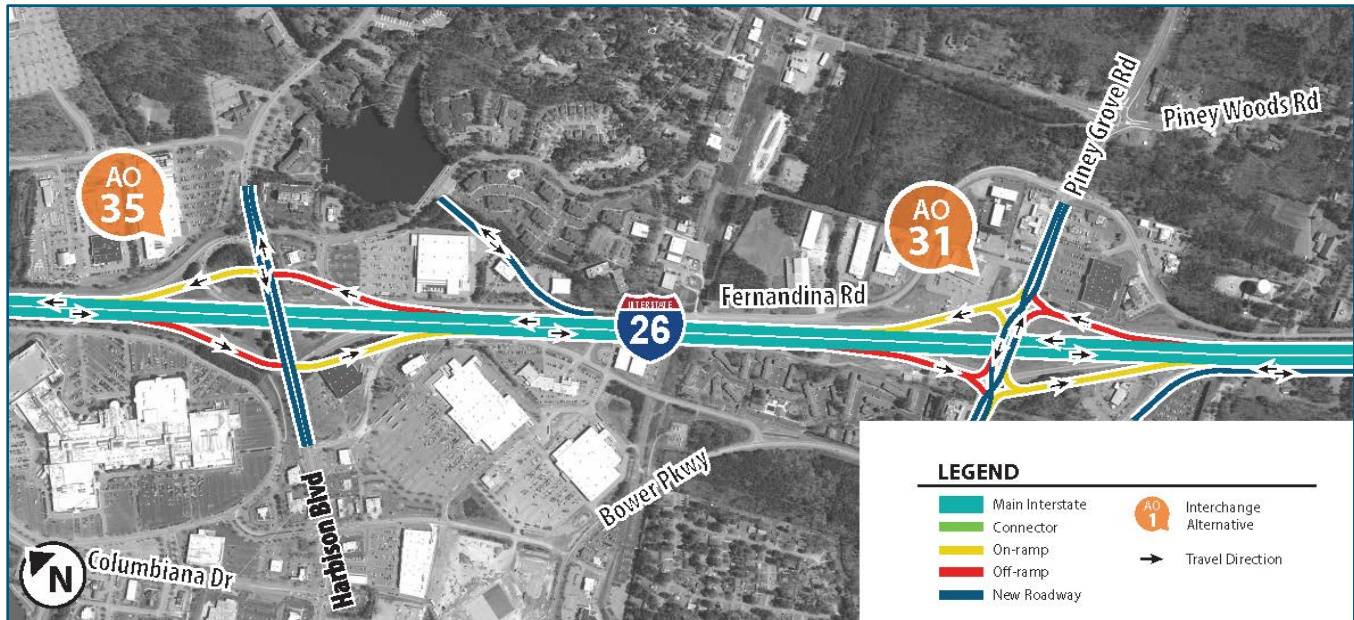 Piney Grove Rd
Piney Woods Rd
AO
35
AO
31
Fernandina Rd
INTERSTATE
26
Bower Pkwy
Harbison Blvd
Columbiana Dr
N
LEGEND
Main Interstate
Connector
On-ramp
Off-ramp
New Roadway
AO
1
Interchange
Alternative
Travel Direction